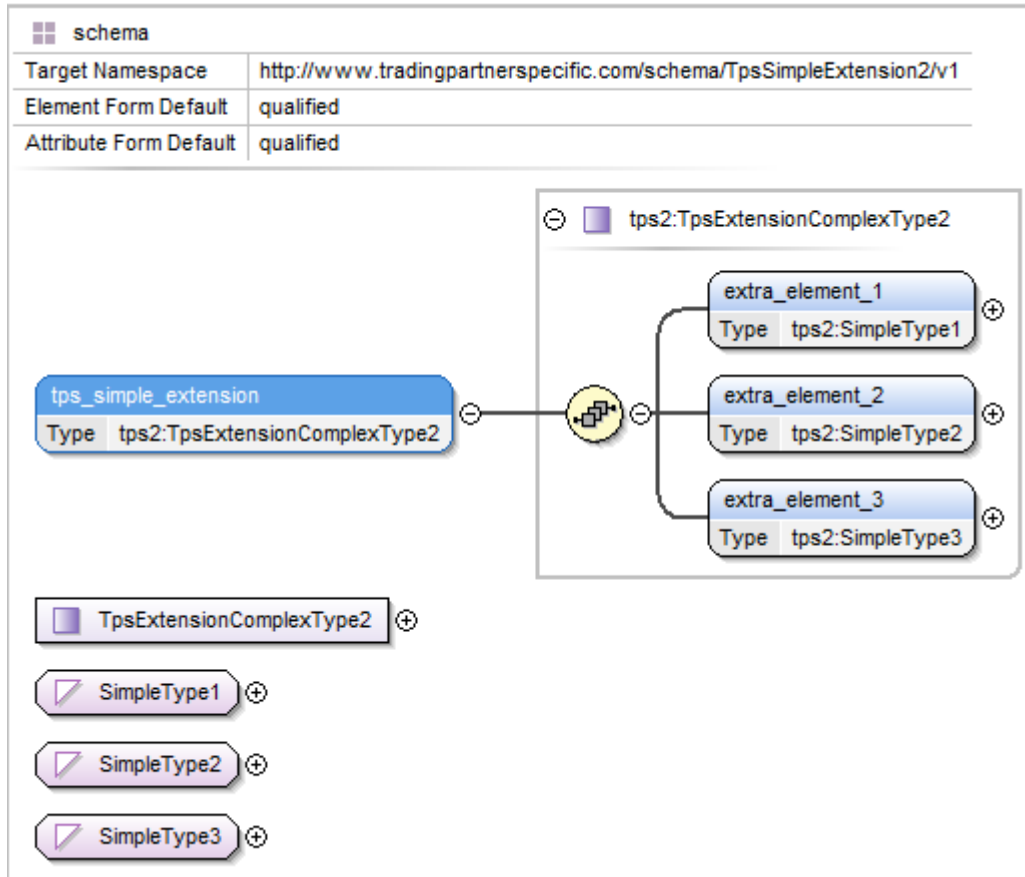 schema
Target Namespace http://www.tradingpartnerspecific.com/schema/TpsSimpleExtension2/v1
Element Form Default qualified
Attribute Form Default qualified
tps2:TpsExtensionComplexType2
extra_element_1
Type tps2:SimpleType1
tps_simple_extension
Type tps2:TpsExtensionComplexType2
extra_element_2
Type tps2:SimpleType2
extra_element_3
Type tps2:SimpleType3
TpsExtensionComplexType2
SimpleType1
SimpleType2
SimpleType3